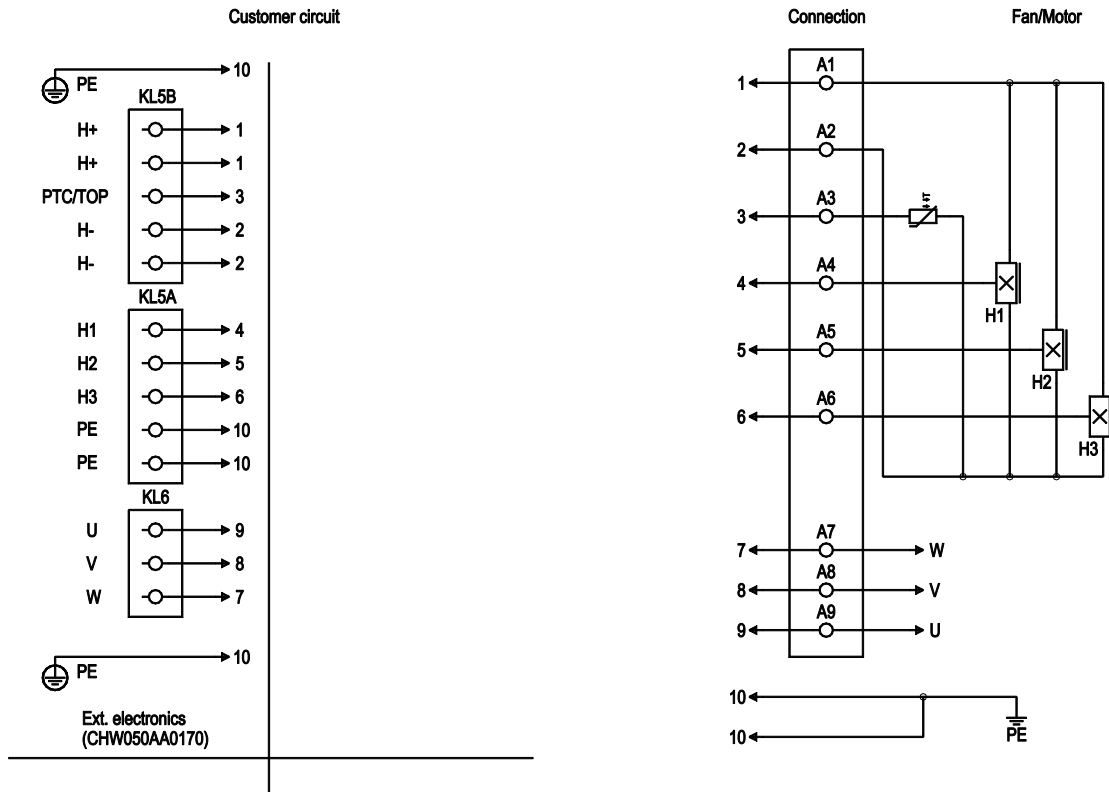 Customer circuit
Connection
Fan/Motor
PE 10
KL5B
H+ 1
H+ 1
PTC/TOP 3
H- 2
H- 2
KL5A
H1 4
H2 5
H3 6
PE 10
PE 10
KL6
U 9
V 8
W 7
PE 10
Ext. electronics
(CHW050AA0170)
1 A1
2 A2
3 A3
4 A4
H1
5 A5
H2
6 A6
H3
7 A7 W
8 A8 V
9 A9 U
10
10
PE